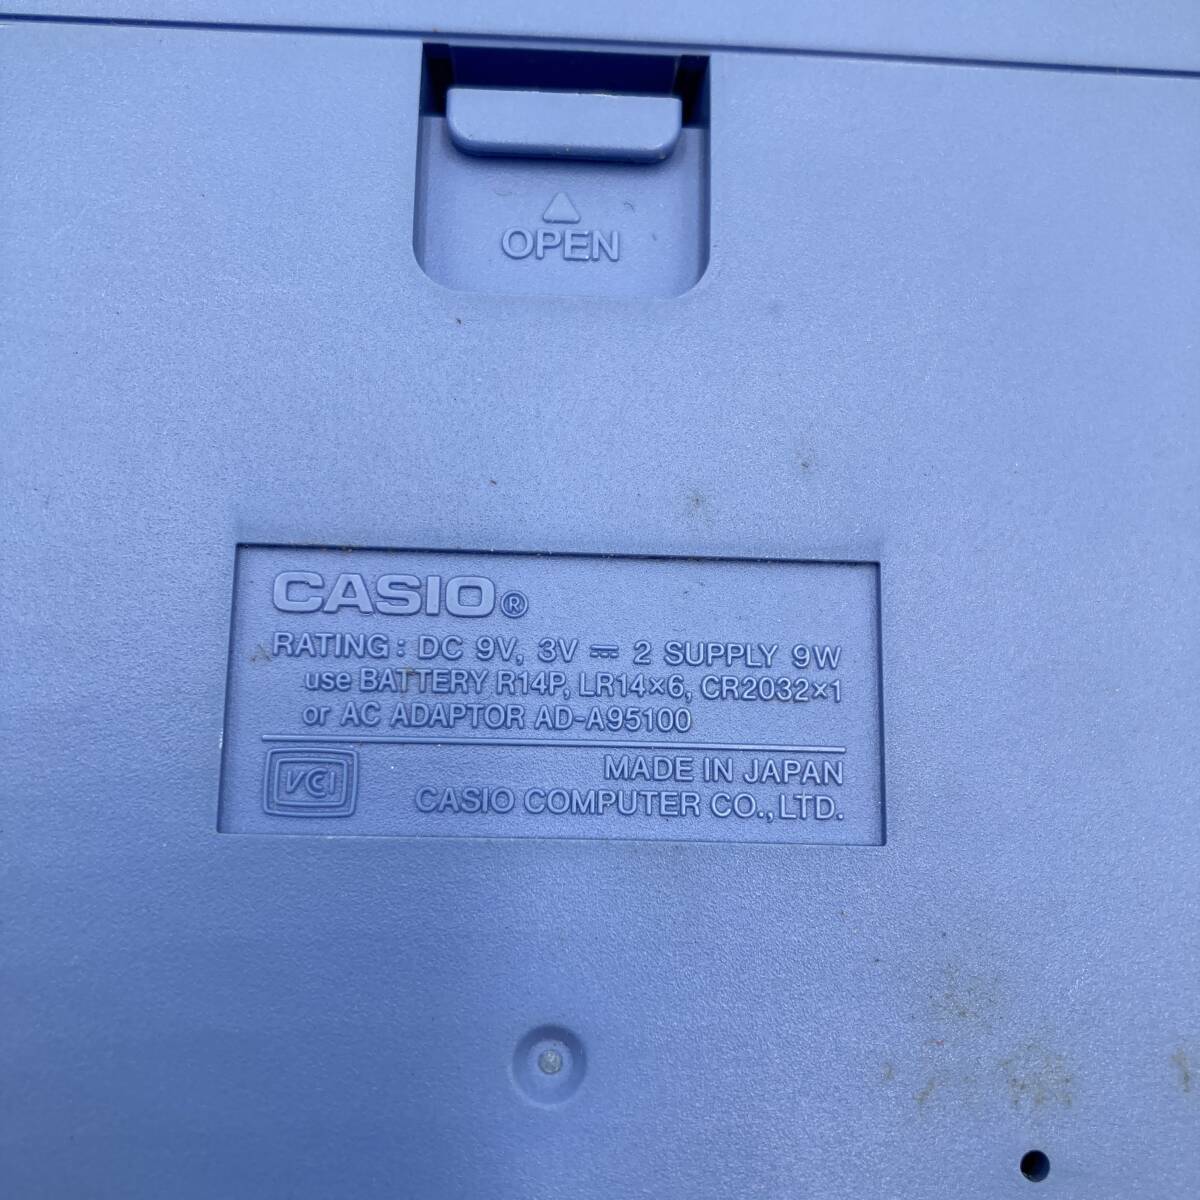 OPEN
CASIO®
RATING : DC 9V, 3V ⎓ 2 SUPPLY 9W
use BATTERY R14P, LR14×6, CR2032×1
or AC ADAPTOR AD-A95100
VCI
MADE IN JAPAN
CASIO COMPUTER CO.,LTD.